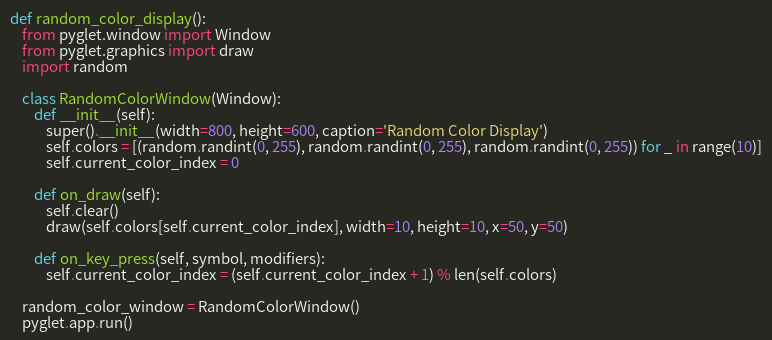 def random_color_display():
    from pyglet.window import Window
    from pyglet.graphics import draw
    import random

    class RandomColorWindow(Window):
        def __init__(self):
            super().__init__(width=800, height=600, caption='Random Color Display')
            self.colors = [(random.randint(0, 255), random.randint(0, 255), random.randint(0, 255)) for _ in range(10)]
            self.current_color_index = 0

        def on_draw(self):
            self.clear()
            draw(self.colors[self.current_color_index], width=10, height=10, x=50, y=50)

        def on_key_press(self, symbol, modifiers):
            self.current_color_index = (self.current_color_index + 1) % len(self.colors)

    random_color_window = RandomColorWindow()
    pyglet.app.run()